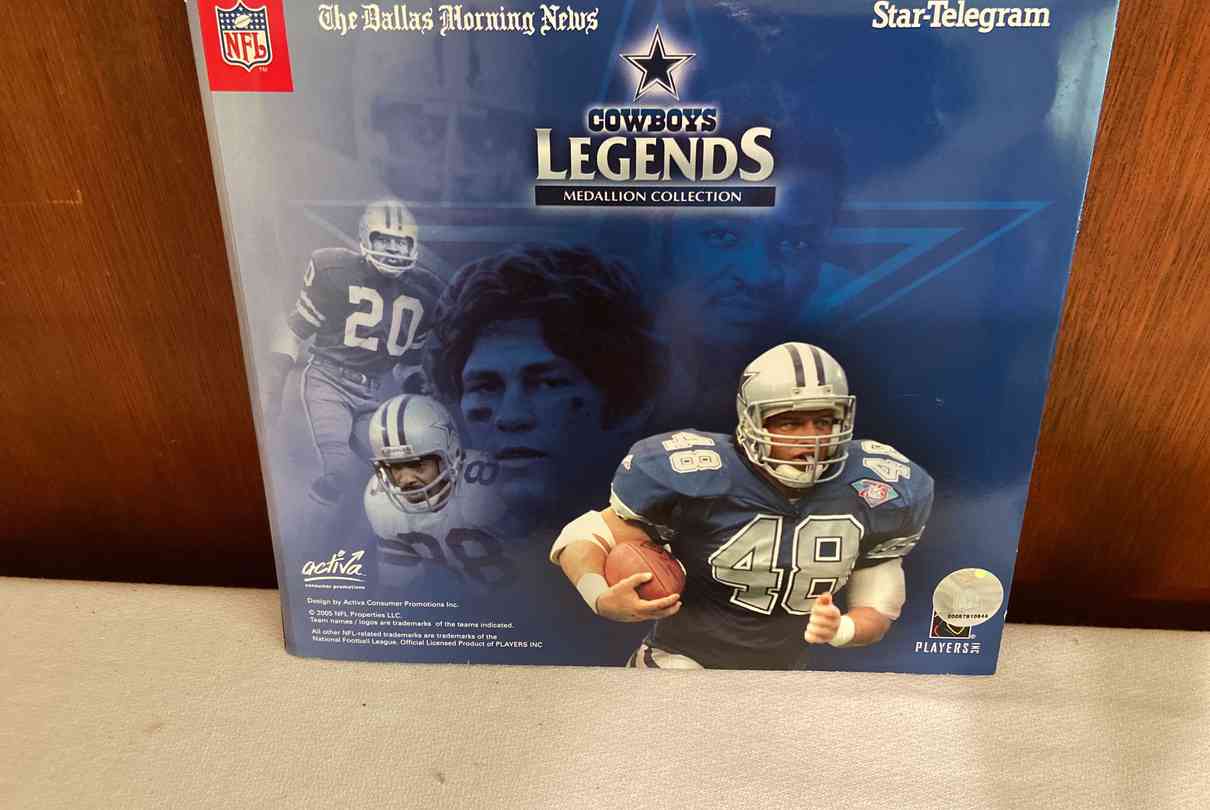 NFL
TM
The Dallas Morning News
Star-Telegram
COWBOYS
LEGENDS
MEDALLION COLLECTION
20
88
48
48
48
activa
consumer promotions
Design by Activa Consumer Promotions Inc.
© 2005 NFL Properties LLC.
Team names / logos are trademarks of the teams indicated.
All other NFL-related trademarks are trademarks of the
National Football League. Official Licensed Product of PLAYERS INC
PLAYERS INC